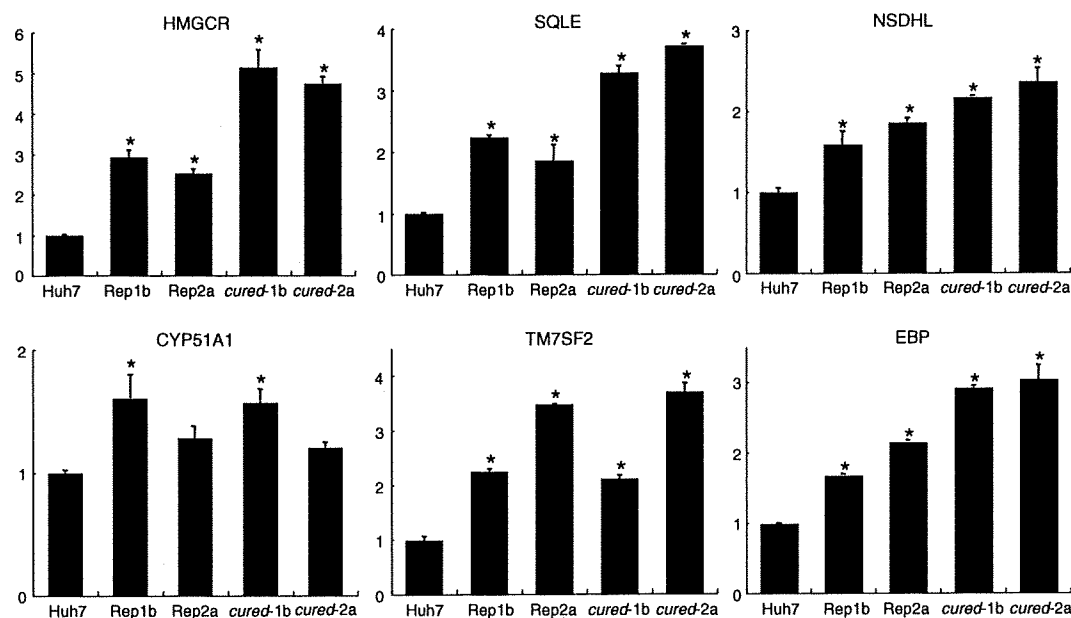 HMGCR
6
5
4
3
2
1
0
* * * *
Huh7 Rep1b Rep2a cured-1b cured-2a
SQLE
4
3
2
1
0
* * * *
Huh7 Rep1b Rep2a cured-1b cured-2a
NSDHL
3
2
1
0
* * * *
Huh7 Rep1b Rep2a cured-1b cured-2a
CYP51A1
2
1
0
* *
Huh7 Rep1b Rep2a cured-1b cured-2a
TM7SF2
4
3
2
1
0
* * * *
Huh7 Rep1b Rep2a cured-1b cured-2a
EBP
3
2
1
0
* * * *
Huh7 Rep1b Rep2a cured-1b cured-2a